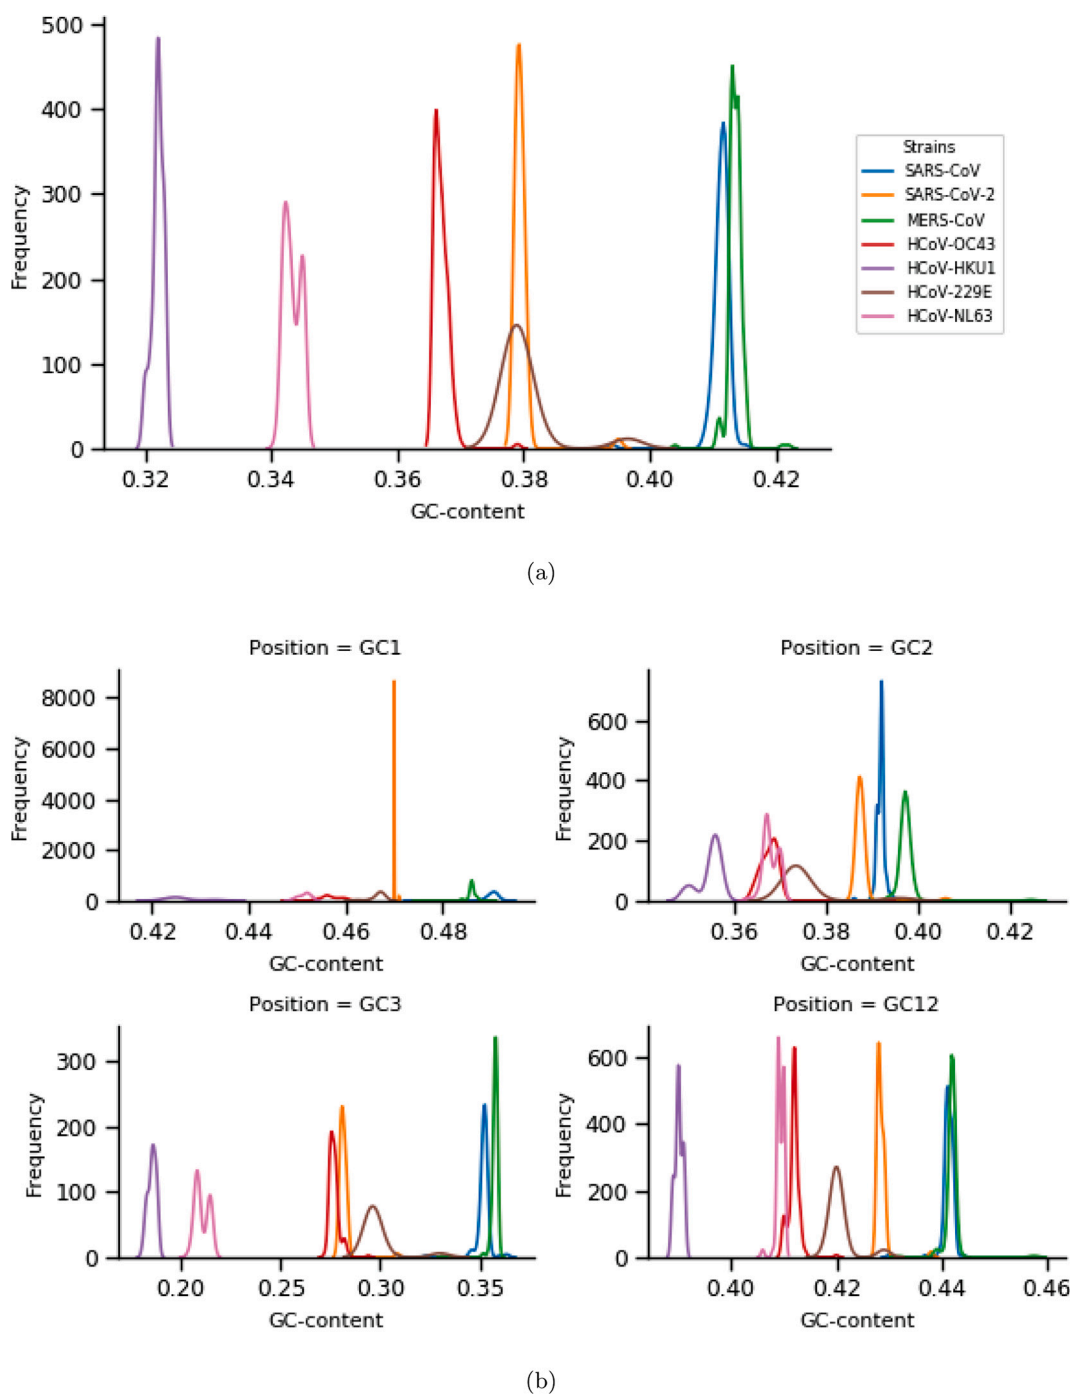 500
400
300
200
100
0
Frequency
0.32 0.34 0.36 0.38 0.40 0.42
GC-content
Strains
SARS-CoV
SARS-CoV-2
MERS-CoV
HCoV-OC43
HCoV-HKU1
HCoV-229E
HCoV-NL63
(a)
Position = GC1
8000
6000
4000
2000
0
Frequency
0.42 0.44 0.46 0.48
GC-content
Position = GC2
600
400
200
0
Frequency
0.36 0.38 0.40 0.42
GC-content
Position = GC3
300
200
100
0
Frequency
0.20 0.25 0.30 0.35
GC-content
Position = GC12
600
400
200
0
Frequency
0.40 0.42 0.44 0.46
GC-content
(b)